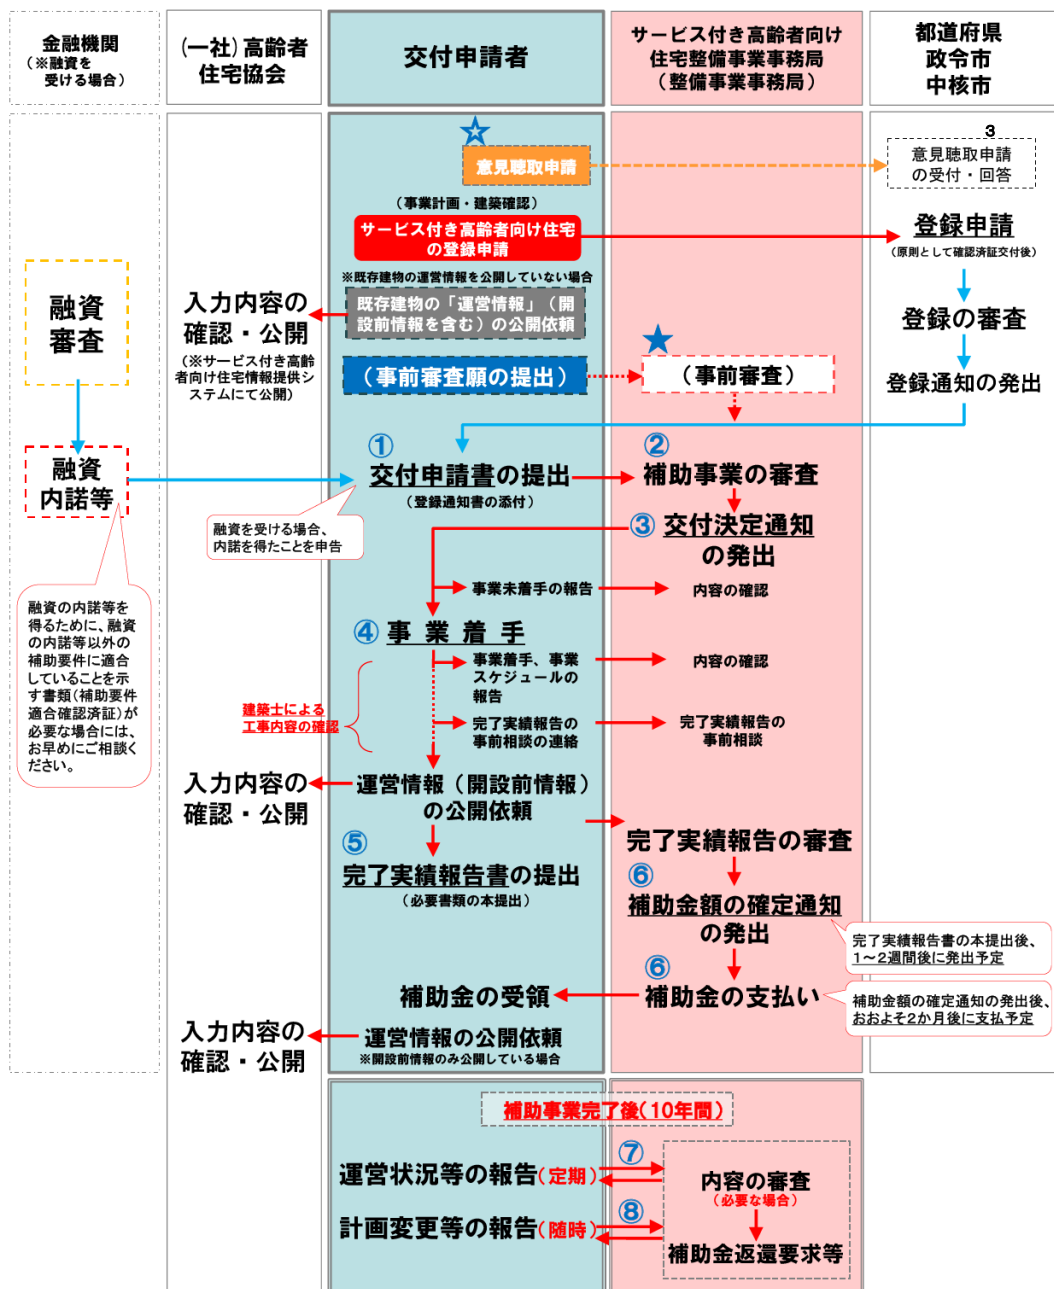 金融機関
（※融資を
受ける場合）
（一社）高齢者
住宅協会
交付申請者
サービス付き高齢者向け
住宅整備事業事務局
（整備事業事務局）
都道府県
政令市
中核市
3
意見聴取申請
意見聴取申請
の受付・回答
（事業計画・建築確認）
サービス付き高齢者向け住宅
の登録申請
登録申請
（原則として確認済証交付後）
※既存建物の運営情報を公開していない場合
既存建物の「運営情報」（開
設前情報を含む）の公開依頼
入力内容の
確認・公開
（※サービス付き高齢
者向け住宅情報提供シ
ステムにて公開）
融資
審査
登録の審査
（事前審査願の提出）
（事前審査）
登録通知の発出
①
交付申請書の提出
（登録通知書の添付）
②
補助事業の審査
融資
内諾等
融資を受ける場合、
内諾を得たことを申告
③ 交付決定通知
の発出
事業未着手の報告
内容の確認
融資の内諾等を
得るために、融資
の内諾等以外の
補助要件に適合
していることを示
す書類（補助要件
適合確認済証）が
必要な場合には、
お早めにご相談く
ださい。
④ 事 業 着 手
事業着手、事業
スケジュールの
報告
内容の確認
建築士による
工事内容の確認
完了実績報告の
事前相談の連絡
完了実績報告の
事前相談
入力内容の
確認・公開
運営情報（開設前情報）
の公開依頼
⑤
完了実績報告書の提出
（必要書類の本提出）
完了実績報告の審査
⑥
補助金額の確定通知
の発出
完了実績報告書の本提出後、
1～2週間後に発出予定
⑥
補助金の支払い
補助金の受領
補助金額の確定通知の発出後、
おおよそ2か月後に支払予定
入力内容の
確認・公開
運営情報の公開依頼
※開設前情報のみ公開している場合
補助事業完了後（10年間）
運営状況等の報告（定期）
⑦
内容の審査
（必要な場合）
計画変更等の報告（随時）
⑧
補助金返還要求等